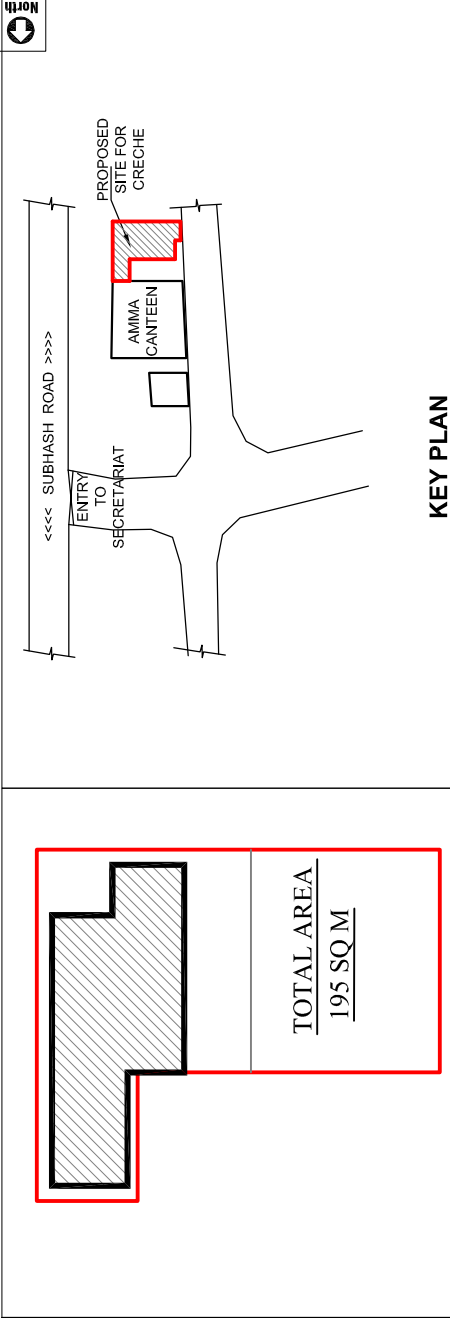 North
<<<< SUBHASH ROAD >>>>
PROPOSED
SITE FOR
CRECHE
AMMA
CANTEEN
ENTRY
TO
SECRETARIAT
KEY PLAN
TOTAL AREA
195 SQ M